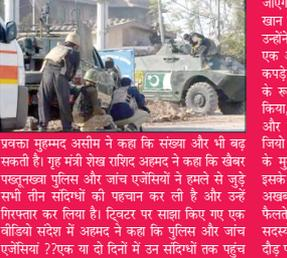 जाएग
खान
उन्होंने
एक अ
कपड़े
के रू
किया,
और
जियो
के मु
इसके
अखब
फैलते
सदस्य
दौड़ प
प्रवक्ता मुहम्मद असीम ने कहा कि संख्या और भी बढ़
सकती है। गृह मंत्री शेख राशिद अहमद ने कहा कि खैबर
पख्तूनख्वा पुलिस और जांच एजेंसियों ने हमले से जुड़े
सभी तीन संदिग्धों की पहचान कर ली है और उन्हें
गिरफ्तार कर लिया है। ट्विटर पर साझा किए गए एक
वीडियो संदेश में अहमद ने कहा कि पुलिस और जांच
एजेंसियां ??एक या दो दिनों में उन संदिग्धों तक पहुंच